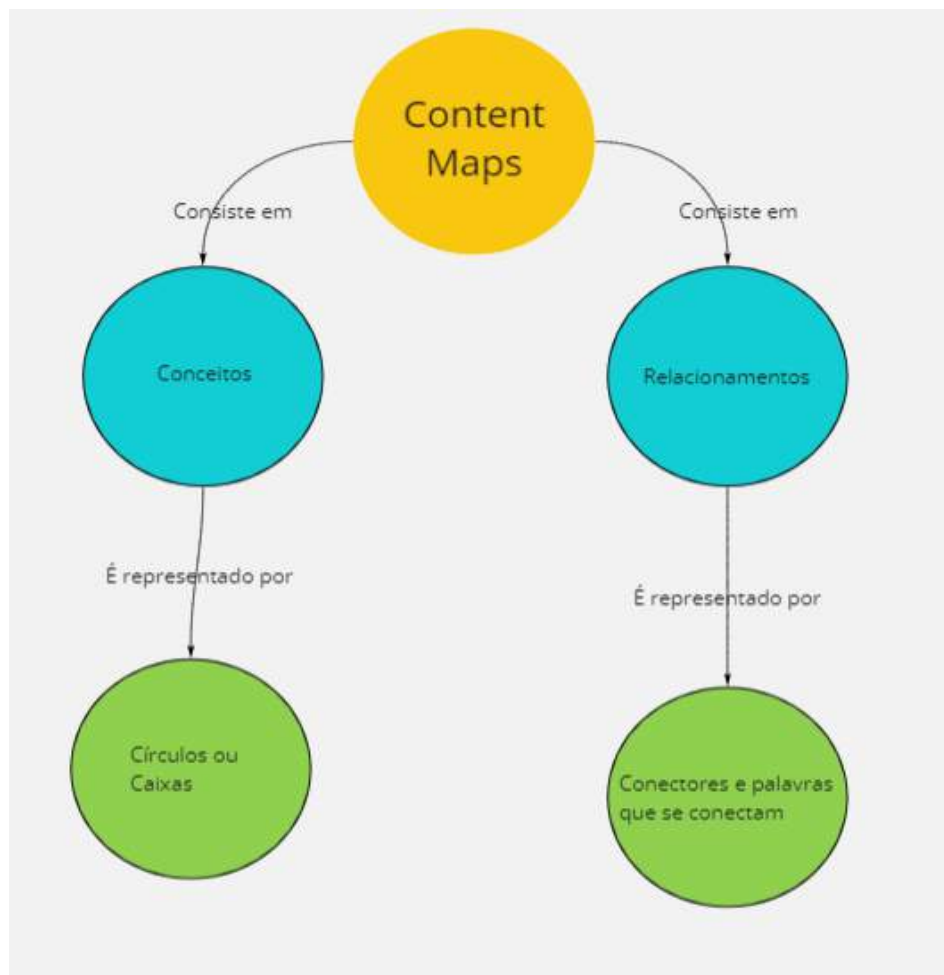 Content
Maps
Consiste em
Consiste em
Conceitos
Relacionamentos
É representado por
É representado por
Círculos ou
Caixas
Conectores e palavras
que se conectam